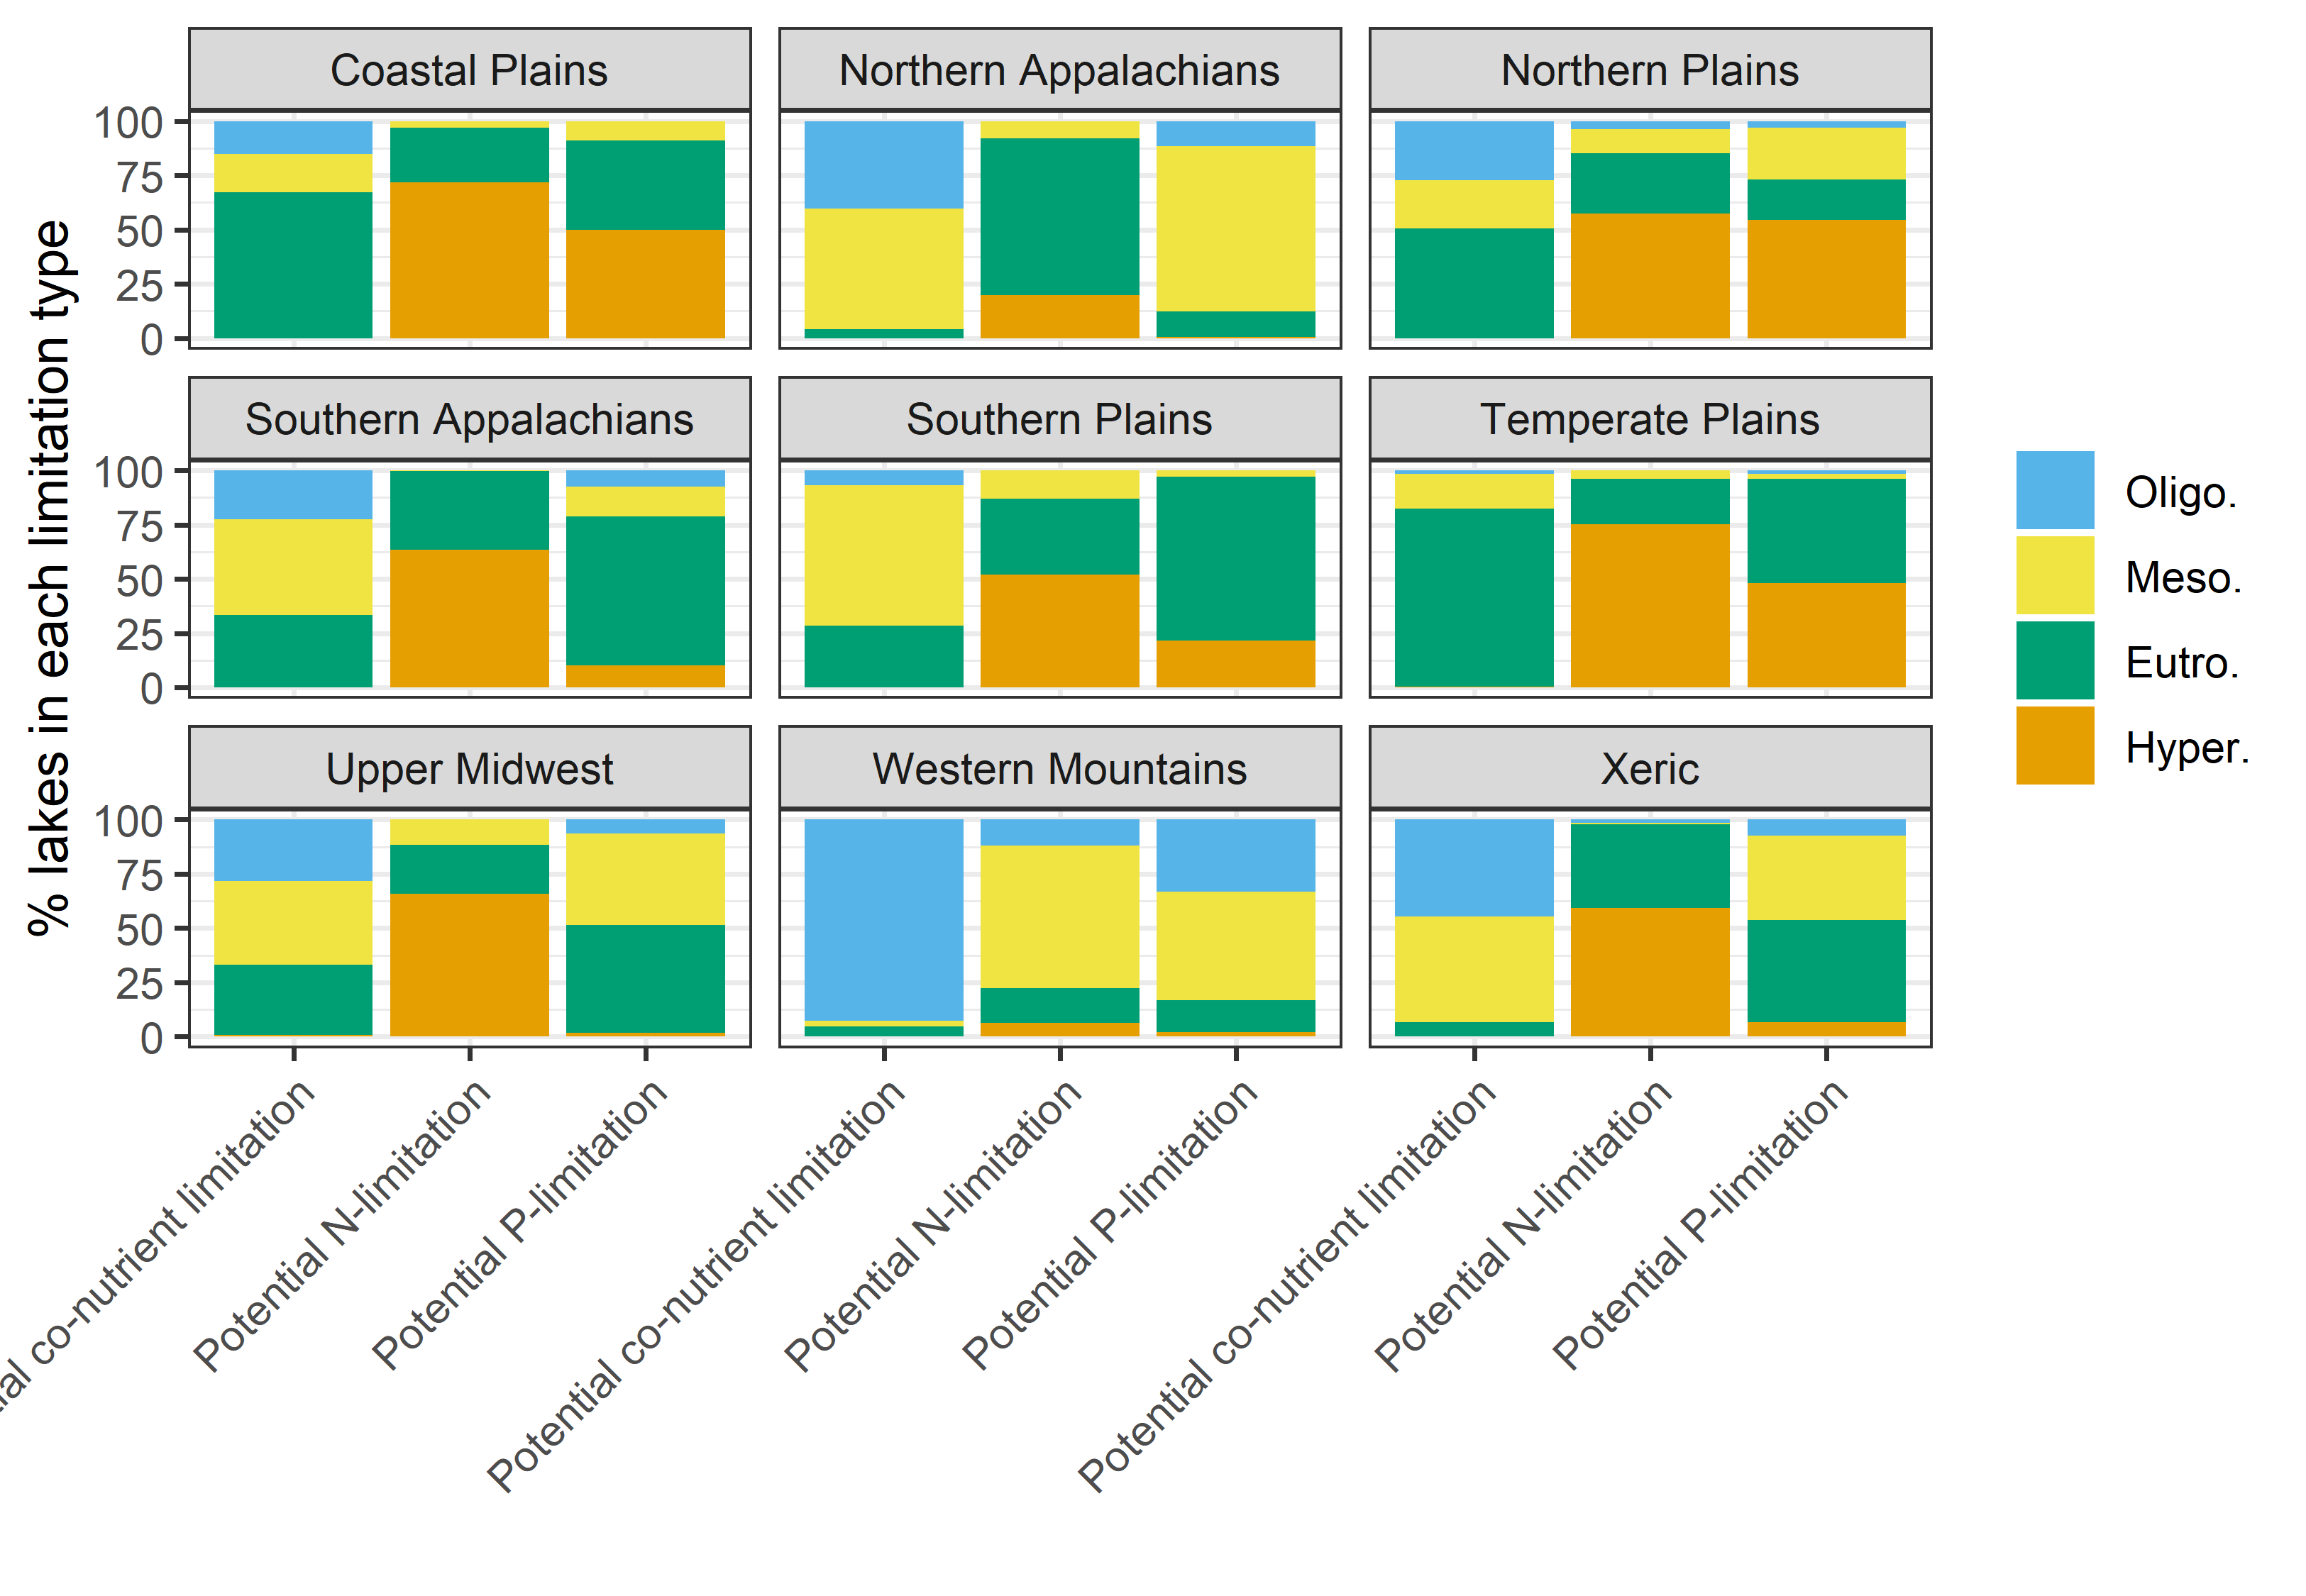 Coastal Plains
Northern Appalachians
Northern Plains
100
75
50
25
0
Southern Appalachians
Southern Plains
Temperate Plains
100
75
50
25
0
Upper Midwest
Western Mountains
Xeric
100
75
50
25
0
% lakes in each limitation type
co-nutrient limitation
Potential N-limitation
Potential P-limitation
Potential co-nutrient limitation
Potential N-limitation
Potential P-limitation
Potential co-nutrient limitation
Potential N-limitation
Potential P-limitation
Oligo.
Meso.
Eutro.
Hyper.